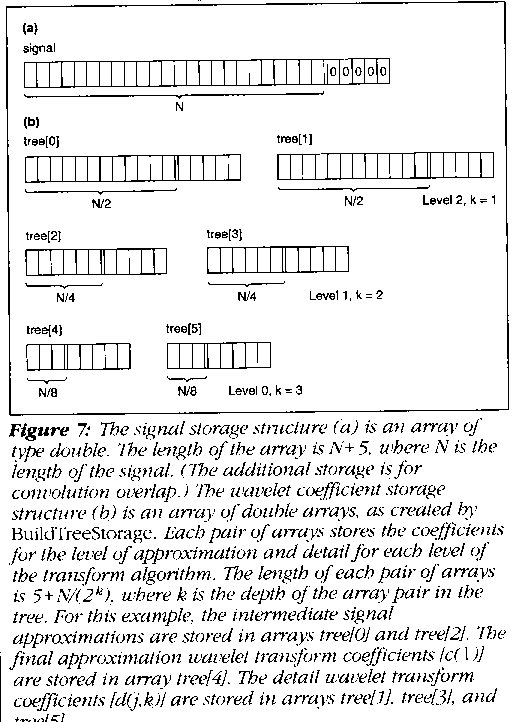 (a)
signal
0 0 0 0 0
N
(b)
tree[0] tree[1]
N/2 N/2 Level 2, k = 1
tree[2] tree[3]
N/4 N/4 Level 1, k = 2
tree[4] tree[5]
N/8 N/8 Level 0, k = 3
Figure 7: The signal storage structure (a) is an array of
type double. The length of the array is N+5, where N is the
length of the signal. (The additional storage is for
convolution overlap.) The wavelet coefficient storage
structure (b) is an array of double arrays, as created by
BuildTreeStorage. Each pair of arrays stores the coefficients
for the level of approximation and detail for each level of
the transform algorithm. The length of each pair of arrays
is 5+N/(2^k), where k is the depth of the array pair in the
tree. For this example, the intermediate signal
approximations are stored in arrays tree[0] and tree[2]. The
final approximation wavelet transform coefficients [c(\)]
are stored in array tree[4]. The detail wavelet transform
coefficients [d(j,k)] are stored in arrays tree[1], tree[3], and
tree[5]